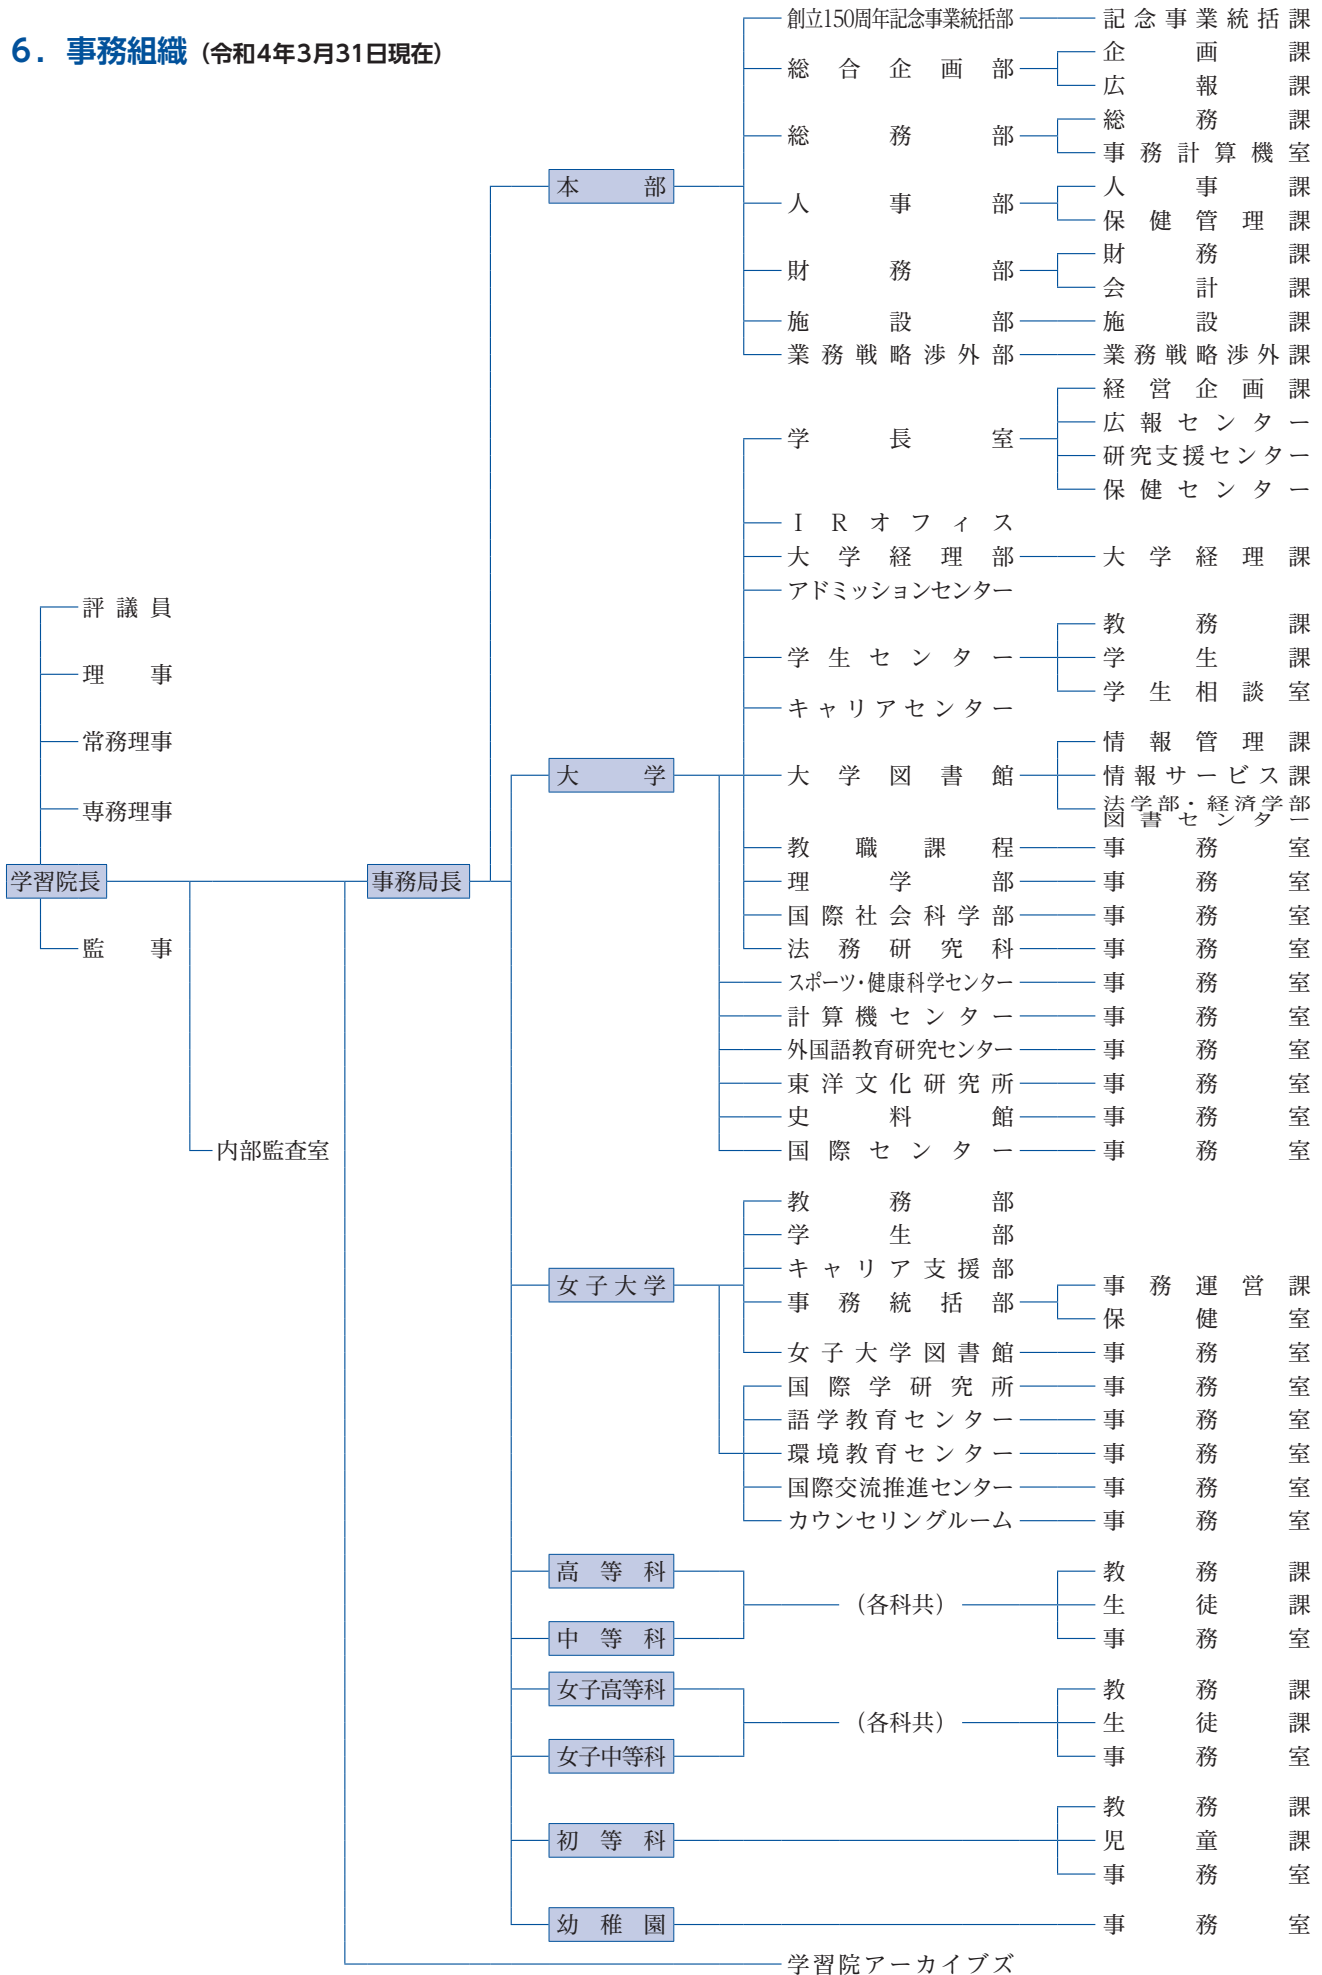 6．事務組織（令和4年3月31日現在）
創立150周年記念事業統括部 記念事業統括課
総合企画部 企画課
広報課
総務部 総務課
事務計算機室
本部
人事部 人事課
保健管理課
財務部 財務課
会計課
施設部 施設課
業務戦略渉外部 業務戦略渉外課
学長室 経営企画課
広報センター
研究支援センター
保健センター
ＩＲオフィス
大学経理部 大学経理課
アドミッションセンター
評議員
理事
常務理事
専務理事
学習院長
監事
内部監査室
事務局長
学生センター 教務課
学生課
学生相談室
キャリアセンター
大学
大学図書館 情報管理課
情報サービス課
法学部・経済学部
図書センター
教職課程 事務室
理学部 事務室
国際社会科学部 事務室
法務研究科 事務室
スポーツ・健康科学センター 事務室
計算機センター 事務室
外国語教育研究センター 事務室
東洋文化研究所 事務室
史料館 事務室
国際センター 事務室
女子大学
教務部
学生部
キャリア支援部
事務統括部 事務運営課
保健室
女子大学図書館 事務室
国際学研究所 事務室
語学教育センター 事務室
環境教育センター 事務室
国際交流推進センター 事務室
カウンセリングルーム 事務室
高等科
中等科
（各科共） 教務課
生徒課
事務室
女子高等科
女子中等科
（各科共） 教務課
生徒課
事務室
初等科 教務課
児童課
事務室
幼稚園 事務室
学習院アーカイブズ